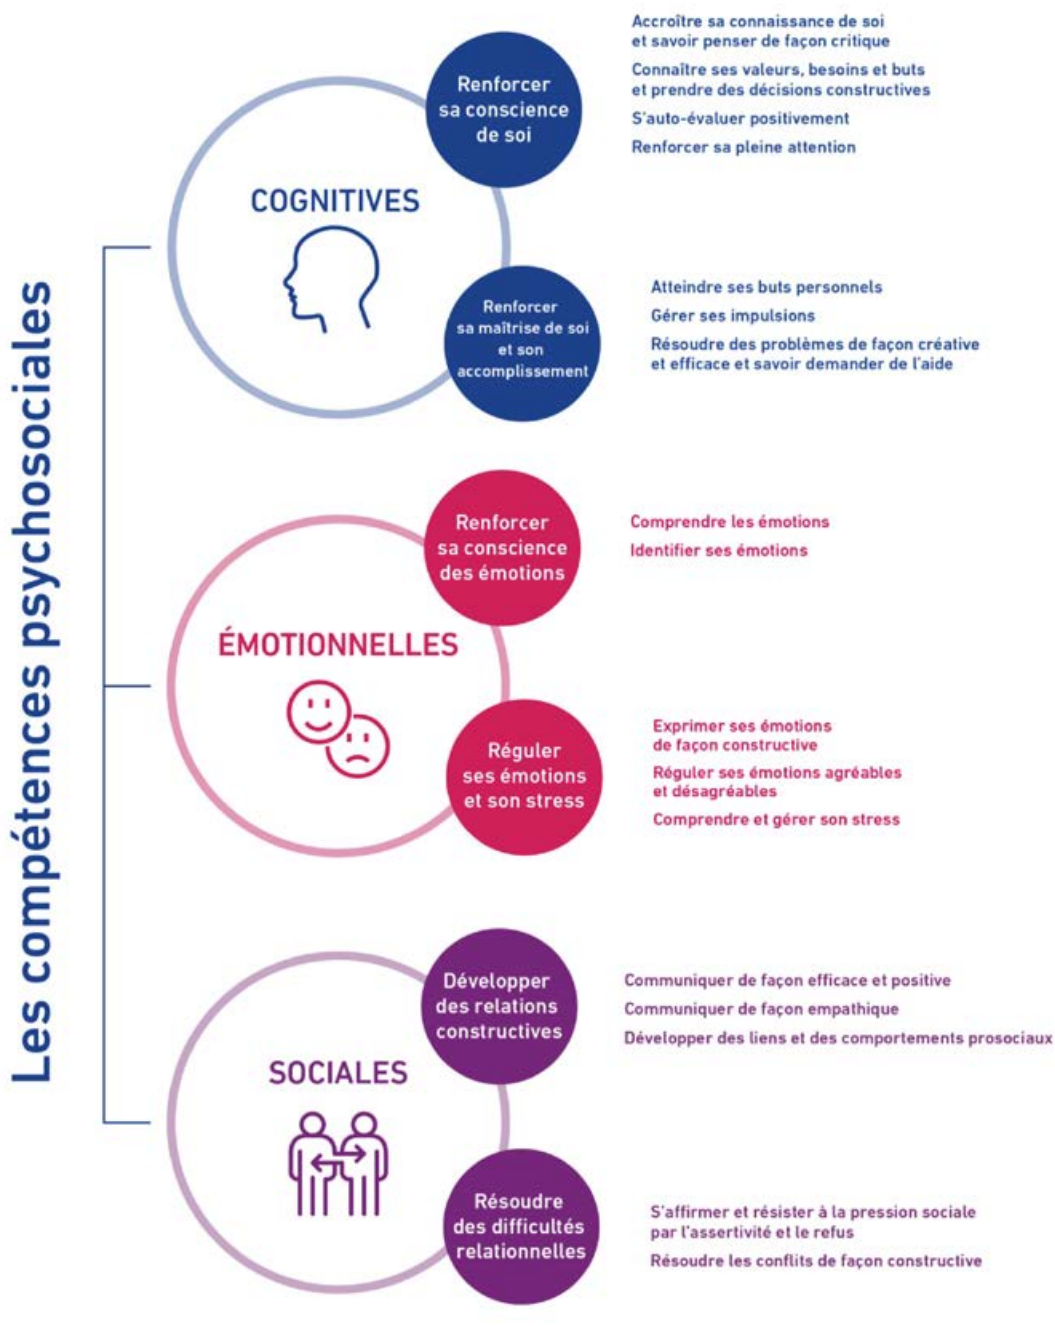 Les compétences psychosociales
COGNITIVES
Renforcer
sa conscience
de soi
Accroître sa connaissance de soi
et savoir penser de façon critique
Connaître ses valeurs, besoins et buts
et prendre des décisions constructives
S'auto-évaluer positivement
Renforcer sa pleine attention
Renforcer
sa maîtrise de soi
et son
accomplissement
Atteindre ses buts personnels
Gérer ses impulsions
Résoudre des problèmes de façon créative
et efficace et savoir demander de l'aide
ÉMOTIONNELLES
Renforcer
sa conscience
des émotions
Comprendre les émotions
Identifier ses émotions
Réguler
ses émotions
et son stress
Exprimer ses émotions
de façon constructive
Réguler ses émotions agréables
et désagréables
Comprendre et gérer son stress
SOCIALES
Développer
des relations
constructives
Communiquer de façon efficace et positive
Communiquer de façon empathique
Développer des liens et des comportements prosociaux
Résoudre
des difficultés
relationnelles
S'affirmer et résister à la pression sociale
par l'assertivité et le refus
Résoudre les conflits de façon constructive